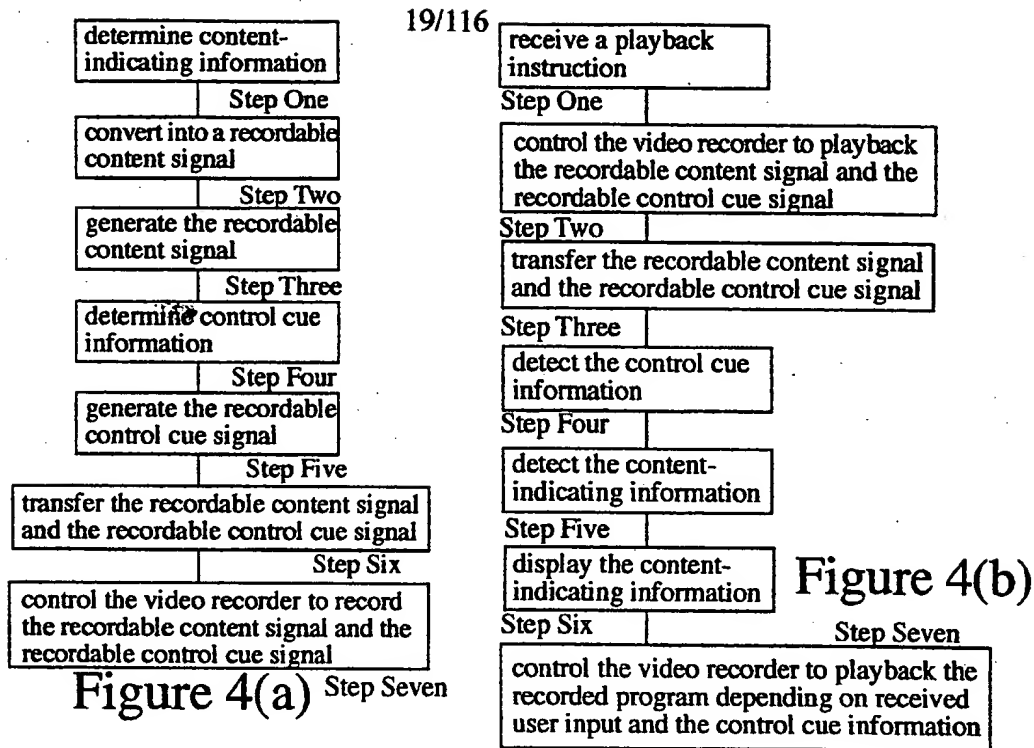 19/116
determine content-
indicating information
Step One
convert into a recordable
content signal
Step Two
generate the recordable
content signal
Step Three
determine control cue
information
Step Four
generate the recordable
control cue signal
Step Five
transfer the recordable content signal
and the recordable control cue signal
Step Six
control the video recorder to record
the recordable content signal and the
recordable control cue signal
Step Seven
Figure 4(a)
receive a playback
instruction
Step One
control the video recorder to playback
the recordable content signal and the
recordable control cue signal
Step Two
transfer the recordable content signal
and the recordable control cue signal
Step Three
detect the control cue
information
Step Four
detect the content-
indicating information
Step Five
display the content-
indicating information
Step Six
Step Seven
control the video recorder to playback the
recorded program depending on received
user input and the control cue information
Figure 4(b)